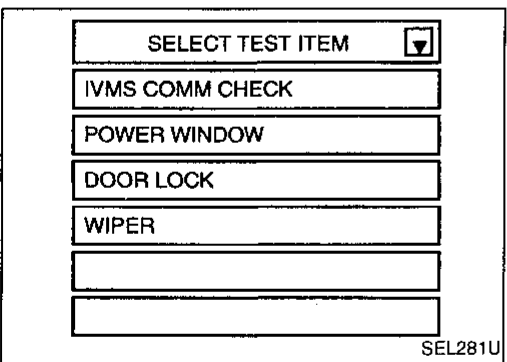 SELECT TEST ITEM
IVMS COMM CHECK
POWER WINDOW
DOOR LOCK
WIPER
SEL281U